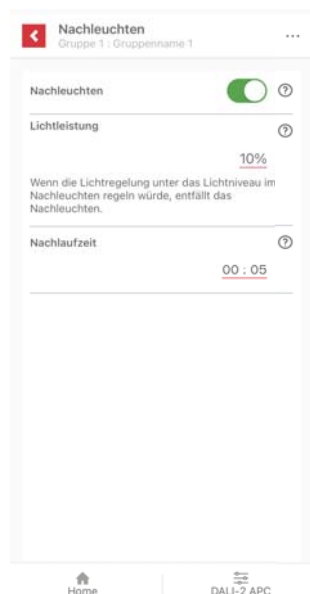 Nachleuchten
Gruppe 1 : Gruppenname 1
Nachleuchten
Lichtleistung
10%
Wenn die Lichtregelung unter das Lichtniveau im
Nachleuchten regeln würde, entfällt das
Nachleuchten.
Nachlaufzeit
00 : 05
Home
DALI-2 APC